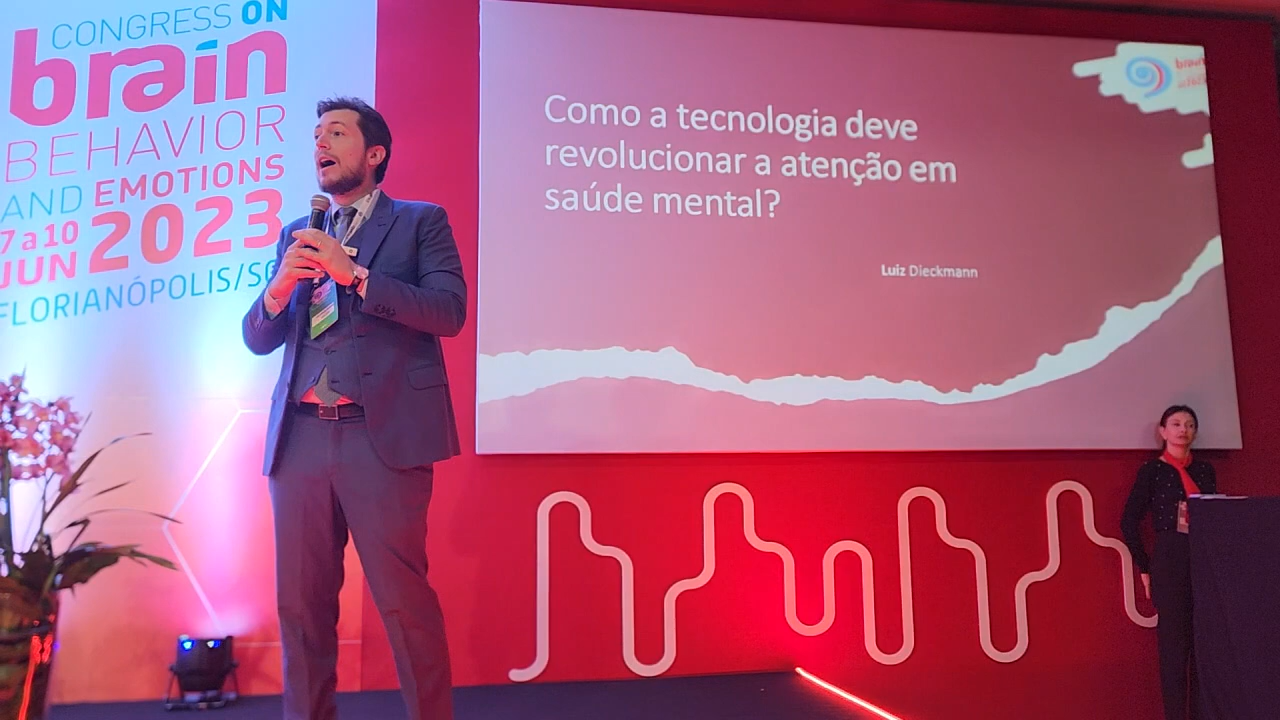 CONGRESS ON
brain
BEHAVIOR
AND EMOTIONS
7 a 10
JUN 2023
FLORIANÓPOLIS/SC
Como a tecnologia deve
revolucionar a atenção em
saúde mental?
Luiz Dieckmann
brain